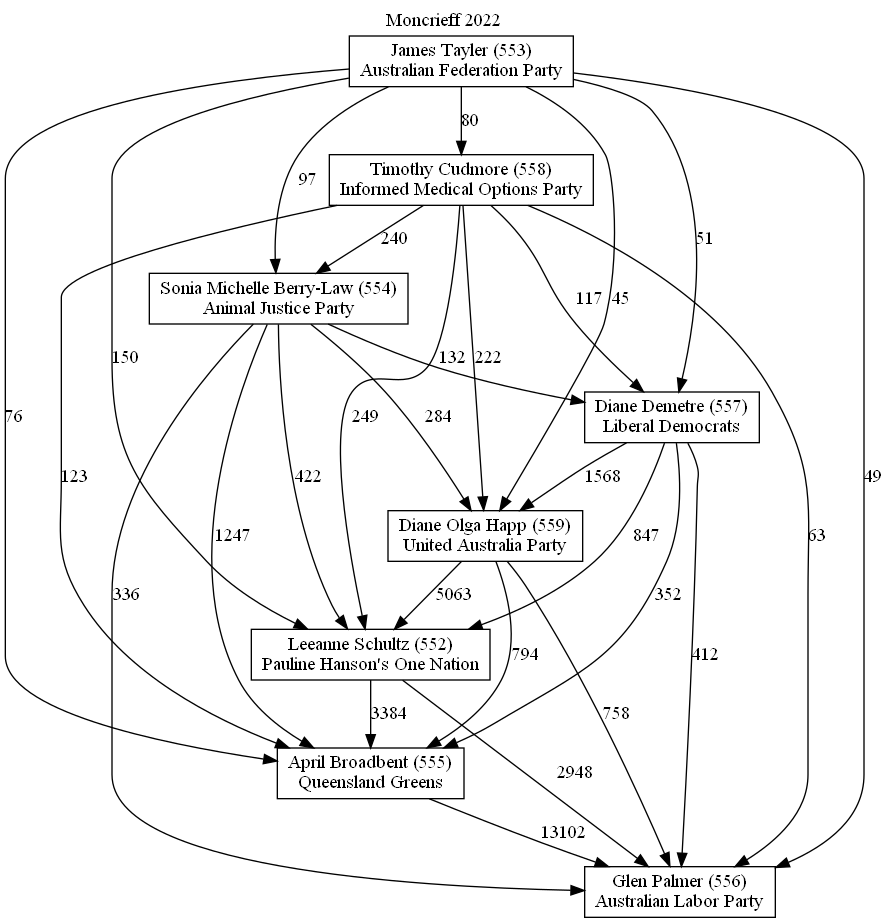 Moncrieff 2022
James Tayler (553)
Australian Federation Party
80
Timothy Cudmore (558)
Informed Medical Options Party
97
240
51
Sonia Michelle Berry-Law (554)
Animal Justice Party
117
45
150
132
222
76
249
284
Diane Demetre (557)
Liberal Democrats
123
422
1568
49
Diane Olga Happ (559)
United Australia Party
1247
847
63
336
5063
352
Leeanne Schultz (552)
Pauline Hanson's One Nation
794
412
3384
758
April Broadbent (555)
Queensland Greens
2948
13102
Glen Palmer (556)
Australian Labor Party